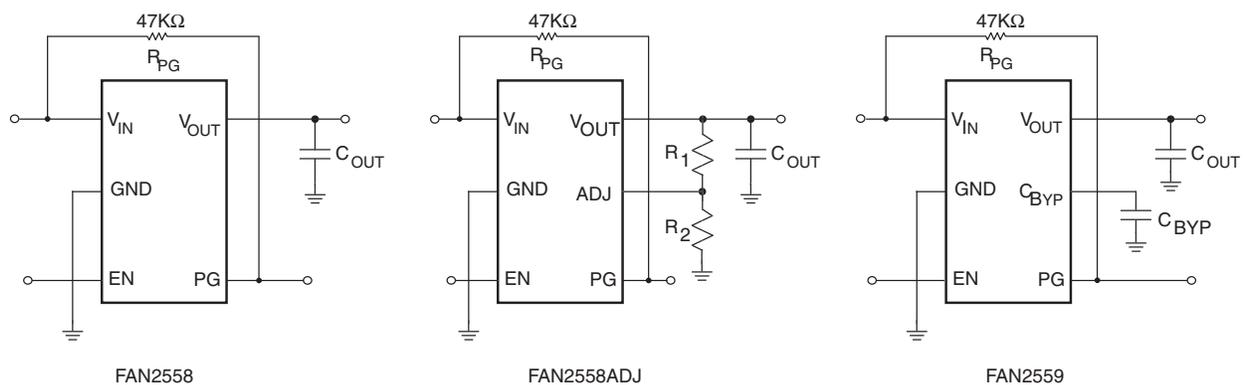 47KΩ
RPG
VIN
VOUT
COUT
GND
EN
PG
FAN2558
47KΩ
RPG
VIN
VOUT
R1
COUT
GND
ADJ
R2
EN
PG
FAN2558ADJ
47KΩ
RPG
VIN
VOUT
COUT
GND
CBYP
CBYP
EN
PG
FAN2559